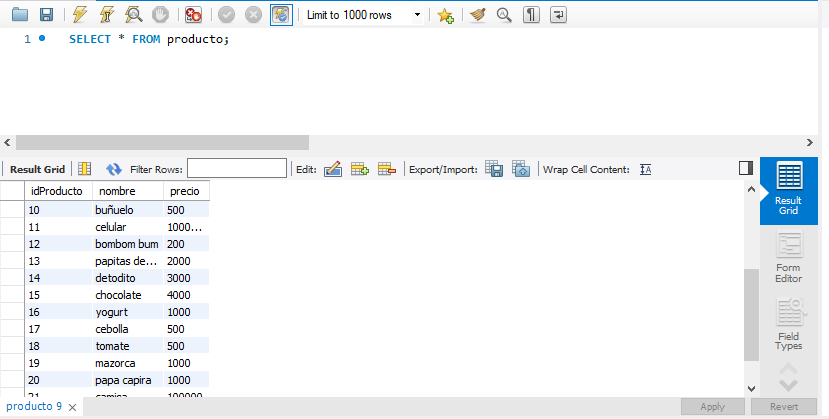 Limit to 1000 rows
1 SELECT * FROM producto;
Result Grid Filter Rows: Edit: Export/Import: Wrap Cell Content: IA
idProducto nombre precio
10 buñuelo 500
11 celular 1000...
12 bombom bum 200
13 papitas de... 2000
14 detodito 3000
15 chocolate 4000
16 yogurt 1000
17 cebolla 500
18 tomate 500
19 mazorca 1000
20 papa capira 1000
21 100000
Result
Grid
Form
Editor
Field
Types
producto 9
Apply Revert